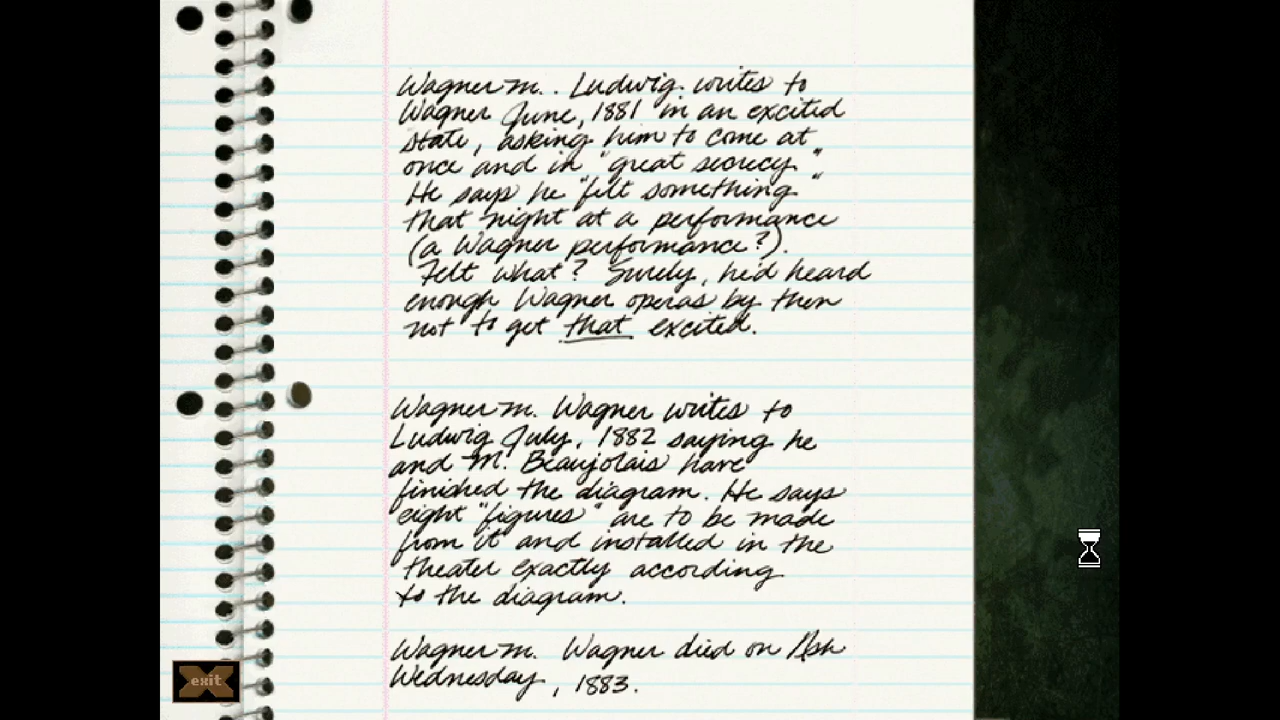 Wagner m.. Ludwig writes to
Wagner June, 1881 in an excited
state, asking him to come at
once and in "great secrecy."
He says he "felt something"
that night at a performance
(a Wagner performance?).
Felt what? Surely, he'd heard
enough Wagner operas by then
not to get that excited.
Wagner m. Wagner writes to
Ludwig July, 1882 saying he
and M. Beaujolais have
finished the diagram. He says
eight "figures" are to be made
from it and installed in the
theater exactly according
to the diagram.
Wagner m. Wagner died on Ash
Wednesday, 1883.
exit